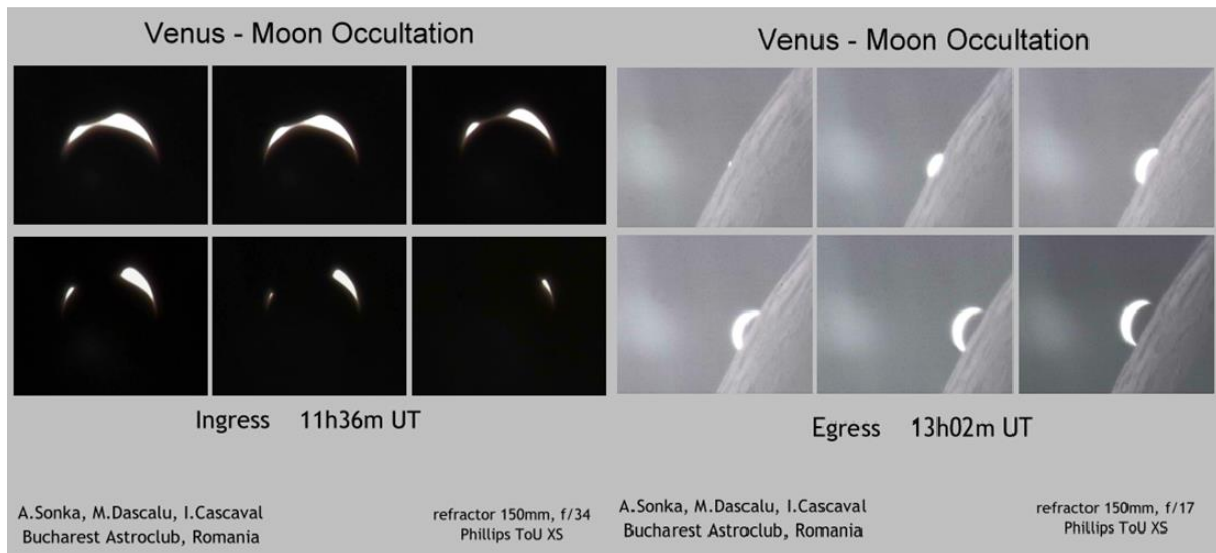 Venus - Moon Occultation
Ingress 11h36m UT
A.Sonka, M.Dascalu, I.Cascaval
Bucharest Astroclub, Romania
refractor 150mm, f/34
Phillips ToU XS
Venus - Moon Occultation
Egress 13h02m UT
A.Sonka, M.Dascalu, I.Cascaval
Bucharest Astroclub, Romania
refractor 150mm, f/17
Phillips ToU XS